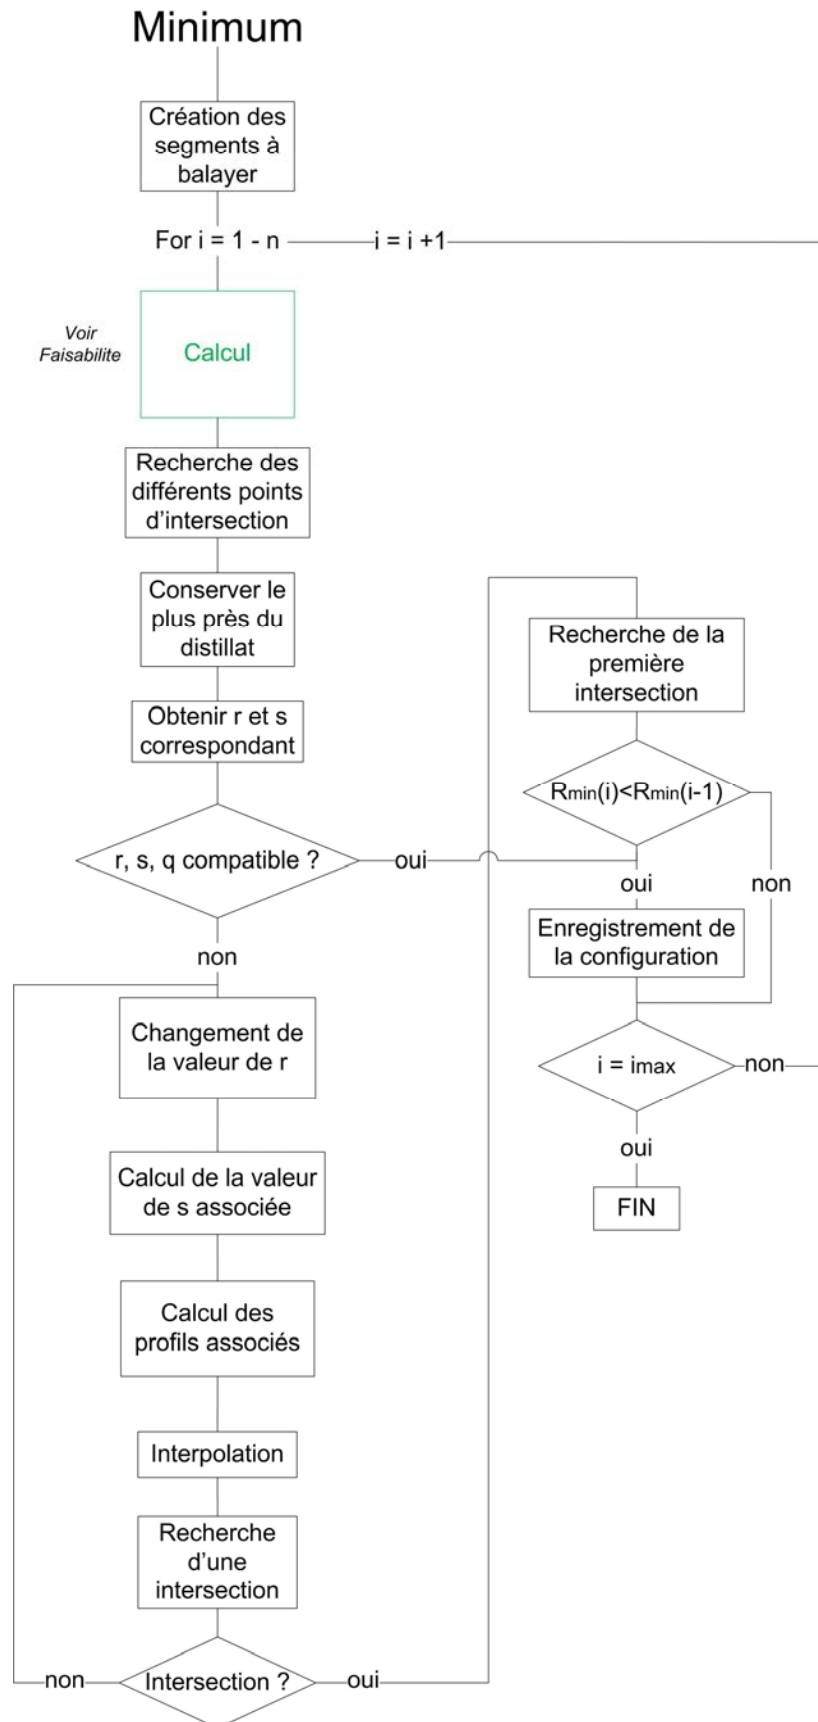 Minimum
Création des
segments à
balayer
For i = 1 - n
i = i +1
Voir
Faisabilite
Calcul
Recherche des
différents points
d'intersection
Conserver le
plus près du
distillat
Obtenir r et s
correspondant
r, s, q compatible ?
oui
non
Changement de
la valeur de r
Calcul de la valeur
de s associée
Calcul des
profils associés
Interpolation
Recherche
d'une
intersection
non
Intersection ?
oui
Recherche de la
première
intersection
Rmin(i)<Rmin(i-1)
oui
non
Enregistrement de
la configuration
i = imax
non
oui
FIN